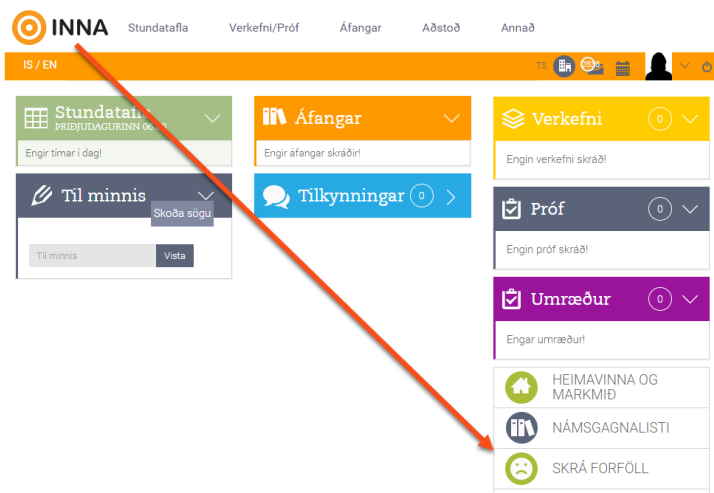 INNA
Stundatafla
Verkefni/Próf
Áfangar
Aðstoð
Annað
IS / EN
TS
2838
Stundatafla
ÞRIÐJUDAGURINN
Engir tímar í dag!
Áfangar
Engir áfangar skráðir!
Verkefni
0
Engin verkefni skráð!
Til minnis
Skoða sögu
Til minnis
Vista
Tilkynningar
0
Próf
0
Engin próf skráð!
Umræður
0
Engar umræður!
HEIMAVINNA OG
MARKMIÐ
NÁMSGAGNALISTI
SKRÁ FORFÖLL